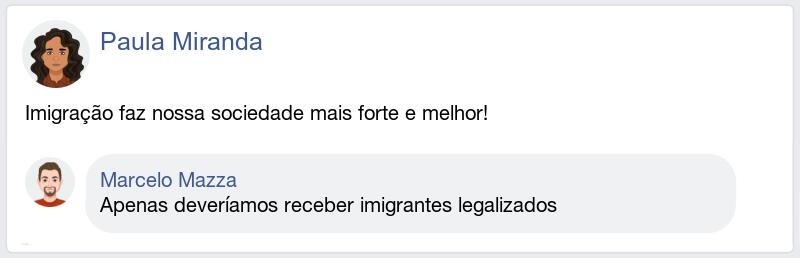 Paula Miranda
Imigração faz nossa sociedade mais forte e melhor!
Marcelo Mazza
Apenas deveríamos receber imigrantes legalizados